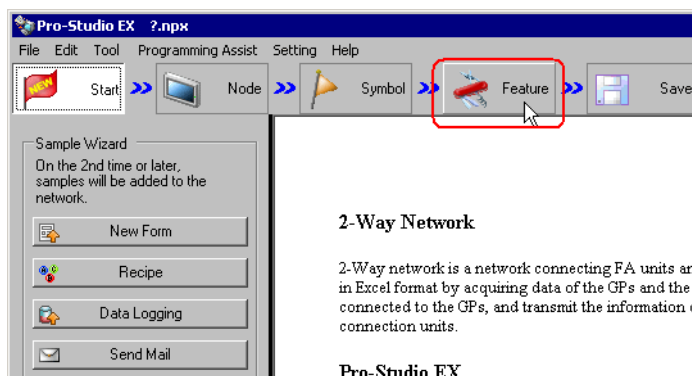 Pro-Studio EX ?.npx
File Edit Tool Programming Assist Setting Help
NEW Start Node Symbol Feature Save
Sample Wizard
On the 2nd time or later,
samples will be added to the
network.
New Form
Recipe
Data Logging
Send Mail
2-Way Network
2-Way network is a network connecting FA units
in Excel format by acquiring data of the GPs and the
connected to the GPs, and transmit the information
connection units.
Pro-Studio EX